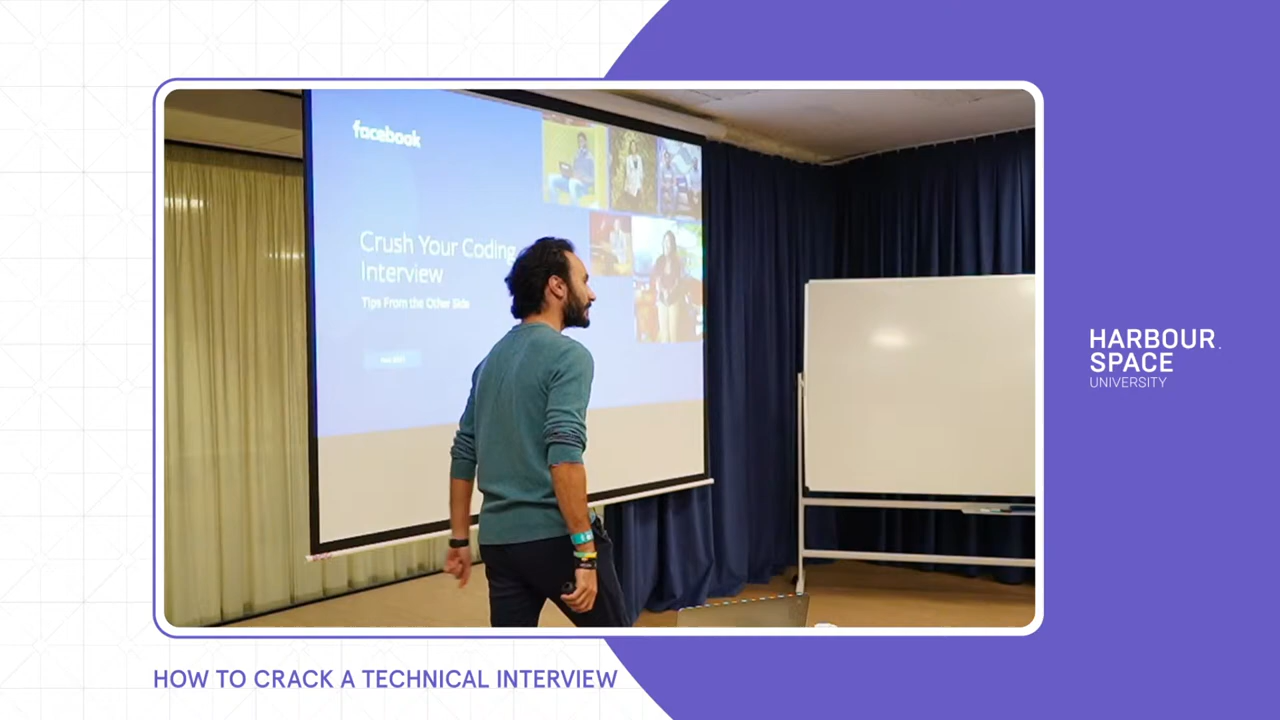 facebook
Crush Your Coding
Interview
Tips From the Other Side
HARBOUR.
SPACE
UNIVERSITY
HOW TO CRACK A TECHNICAL INTERVIEW